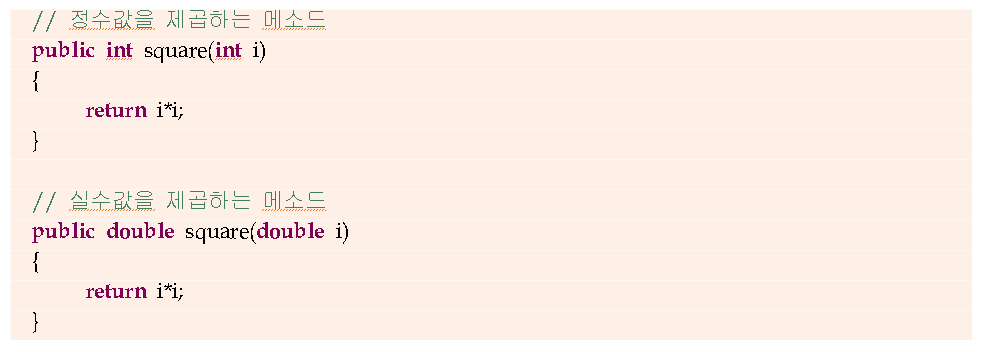 // 정수값을 제곱하는 메소드
public int square(int i)
{
return i*i;
}
// 실수값을 제곱하는 메소드
public double square(double i)
{
return i*i;
}